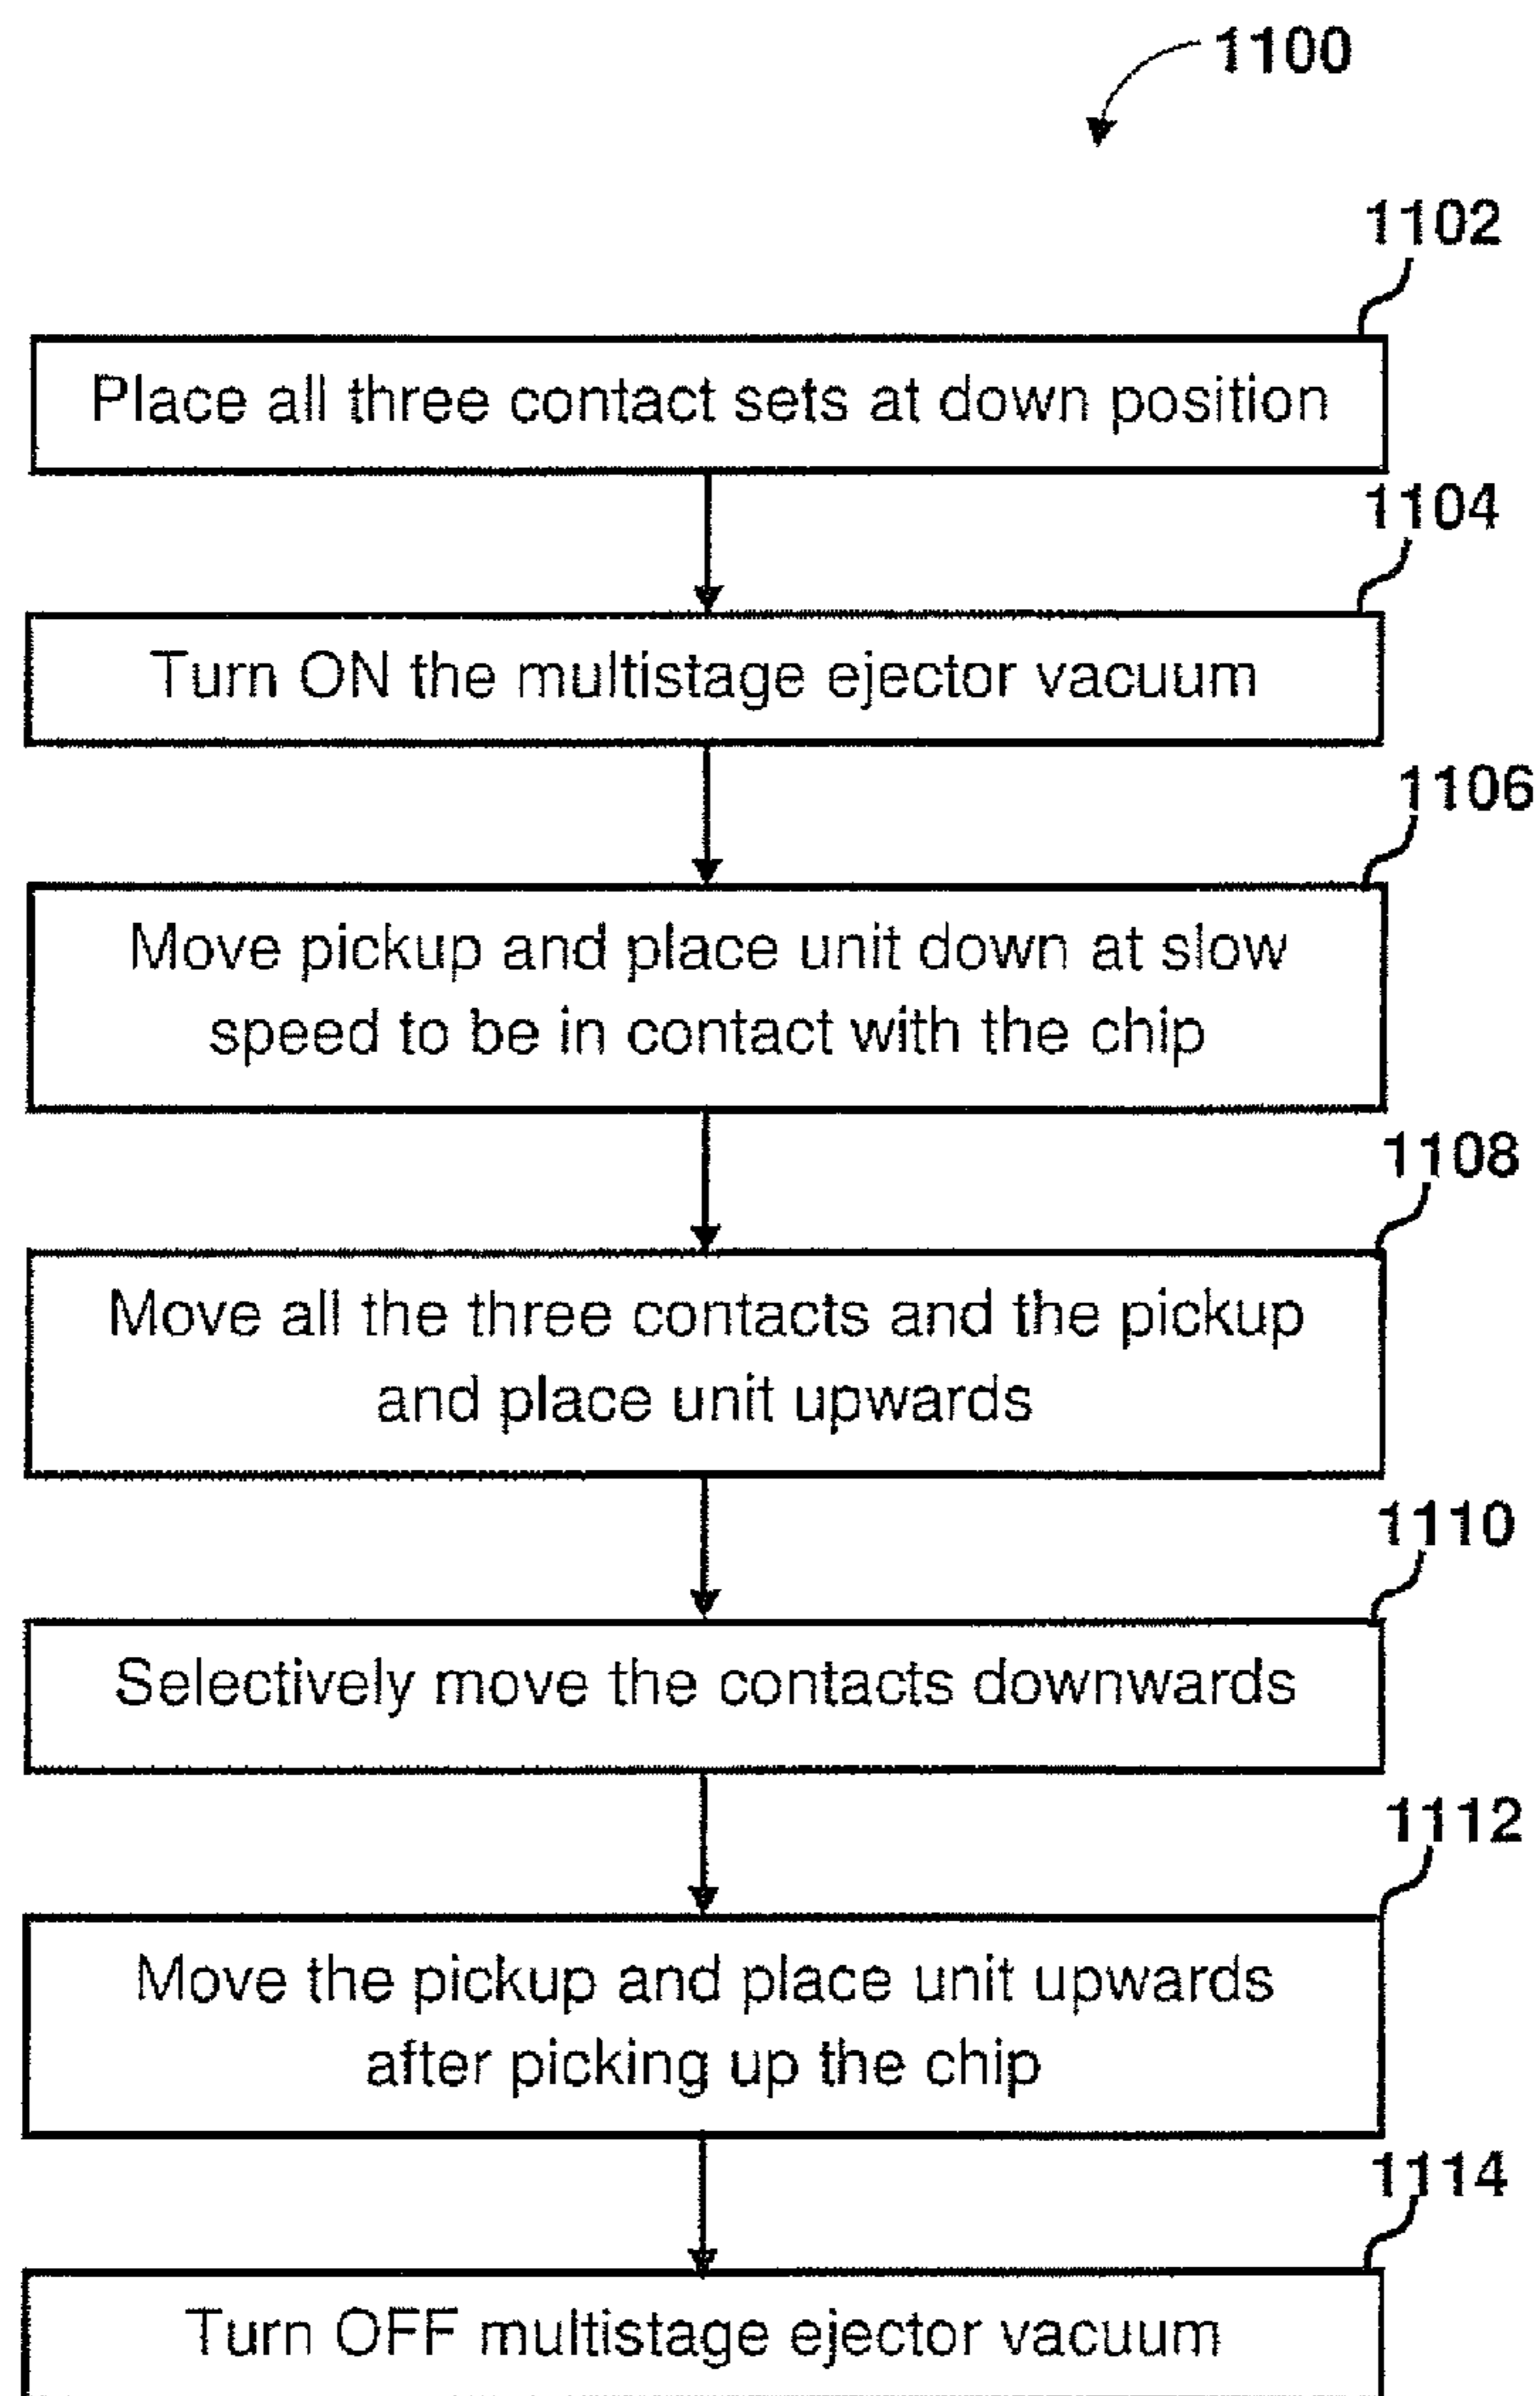 1100
1102
Place all three contact sets at down position
1104
Turn ON the multistage ejector vacuum
1106
Move pickup and place unit down at slow
speed to be in contact with the chip
1108
Move all the three contacts and the pickup
and place unit upwards
1110
Selectively move the contacts downwards
1112
Move the pickup and place unit upwards
after picking up the chip
1114
Turn OFF multistage ejector vacuum